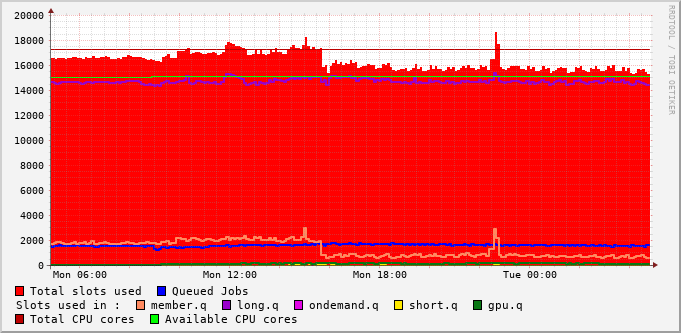 20000
18000
16000
14000
12000
10000
8000
6000
4000
2000
0
Mon 06:00 Mon 12:00 Mon 18:00 Tue 00:00
RRDTOOL / TOBI OETIKER
Total slots used Queued Jobs
Slots used in : member.q long.q ondemand.q short.q gpu.q
Total CPU cores Available CPU cores